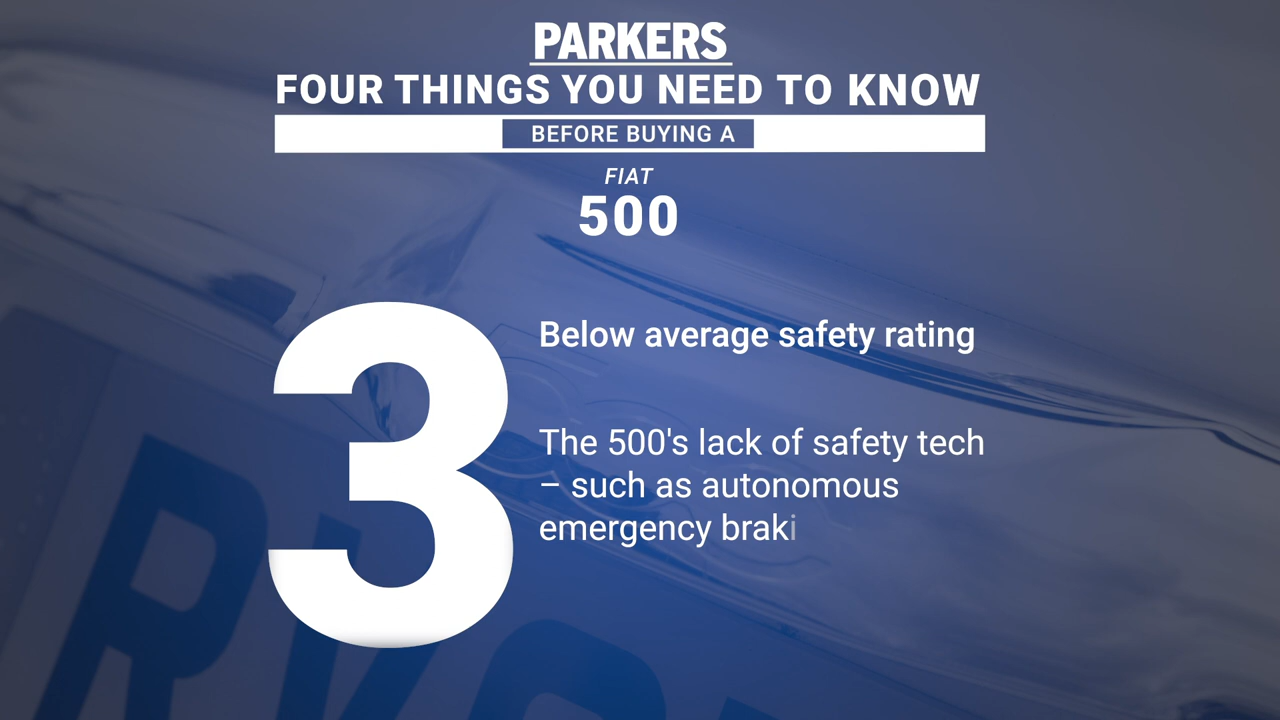 PARKERS
FOUR THINGS YOU NEED TO KNOW
BEFORE BUYING A
FIAT
500
3
Below average safety rating
The 500's lack of safety tech
– such as autonomous
emergency braki